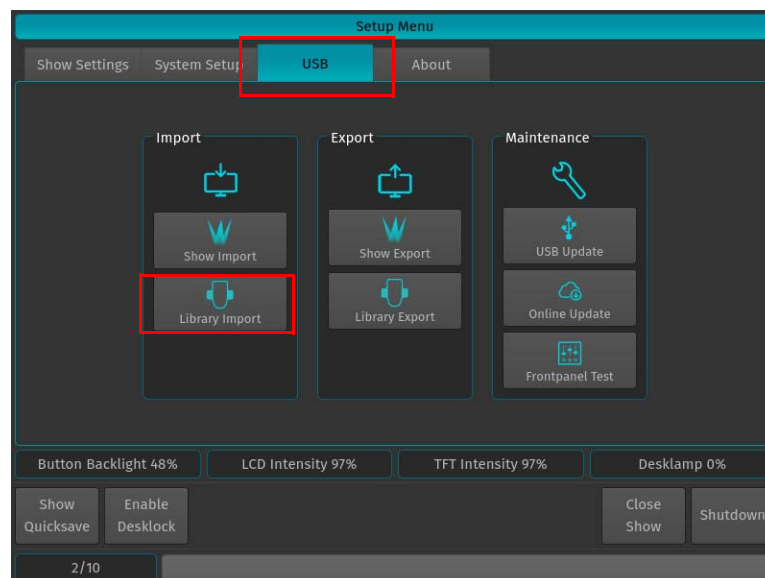 Setup Menu
Show Settings System Setup USB About
Import Export Maintenance
Show Import Show Export USB Update
Library Import Library Export Online Update
Frontpanel Test
Button Backlight 48% LCD Intensity 97% TFT Intensity 97% Desklamp 0%
Show Enable Close Shutdown
Quicksave Desklock Show
2/10